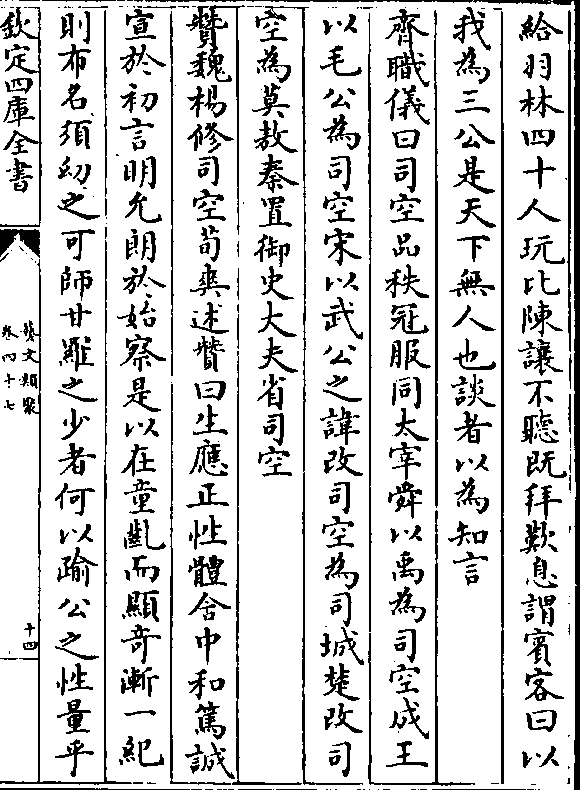 給羽林四十人玩比陳讓不聽既拜歎息謂賓客曰以
我為三公是天下無人也談者以為知言
齊職儀曰司空品秩冠服同太宰舜以禹為司空成王
以毛公為司空宋以武公之諱改司空為司城楚改司
空為莫敖秦置御史大夫省司空
贊魏楊修司空荀爽述贊曰生應正性體含中和篤誠
宣於初言明允朗於始察是以在童齓而顯奇漸一紀
則布名須幼之可師甘羅之少者何以踰公之性量乎
欽定四庫全書
藝文類聚
卷四十七
十四